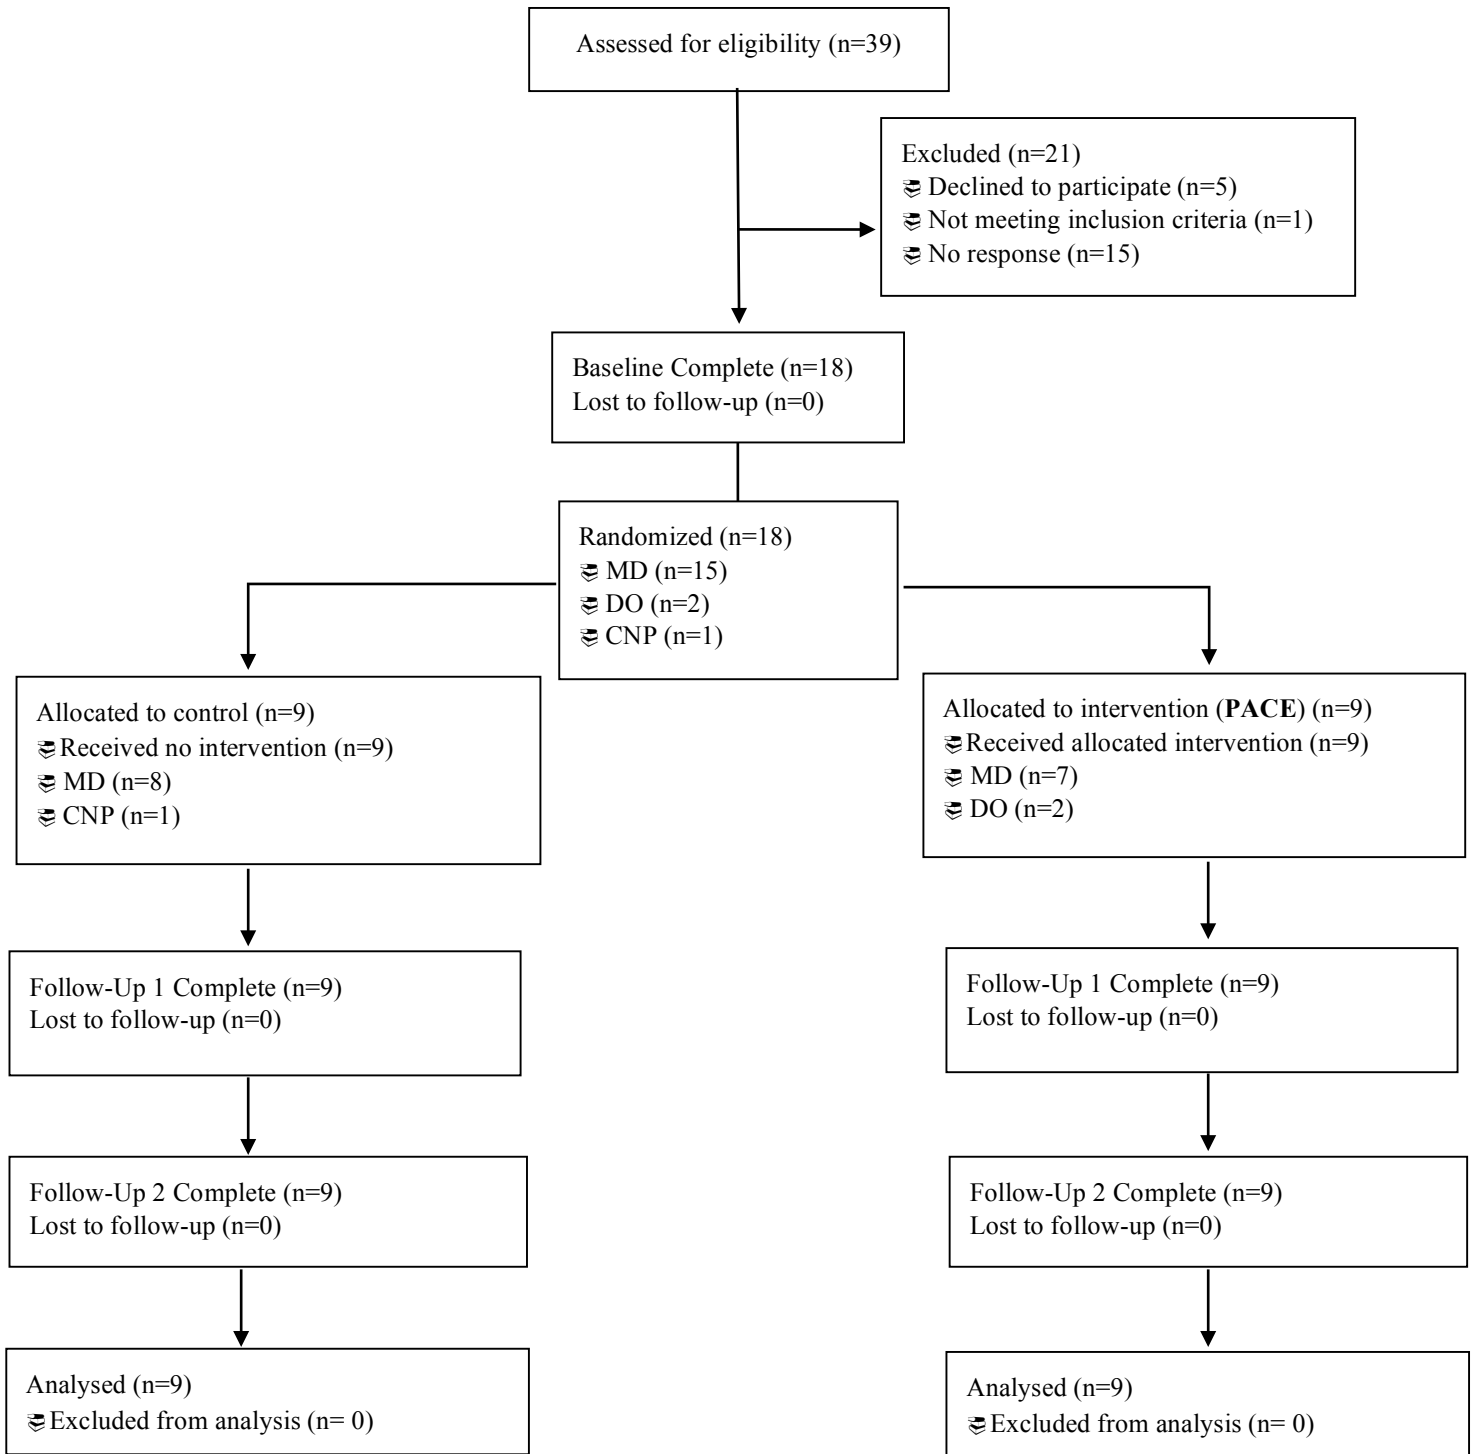 Assessed for eligibility (n=39)
Excluded (n=21)
Declined to participate (n=5)
Not meeting inclusion criteria (n=1)
No response (n=15)
Baseline Complete (n=18)
Lost to follow-up (n=0)
Randomized (n=18)
MD (n=15)
DO (n=2)
CNP (n=1)
Allocated to control (n=9)
Received no intervention (n=9)
MD (n=8)
CNP (n=1)
Allocated to intervention (PACE) (n=9)
Received allocated intervention (n=9)
MD (n=7)
DO (n=2)
Follow-Up 1 Complete (n=9)
Lost to follow-up (n=0)
Follow-Up 1 Complete (n=9)
Lost to follow-up (n=0)
Follow-Up 2 Complete (n=9)
Lost to follow-up (n=0)
Follow-Up 2 Complete (n=9)
Lost to follow-up (n=0)
Analysed (n=9)
Excluded from analysis (n= 0)
Analysed (n=9)
Excluded from analysis (n= 0)